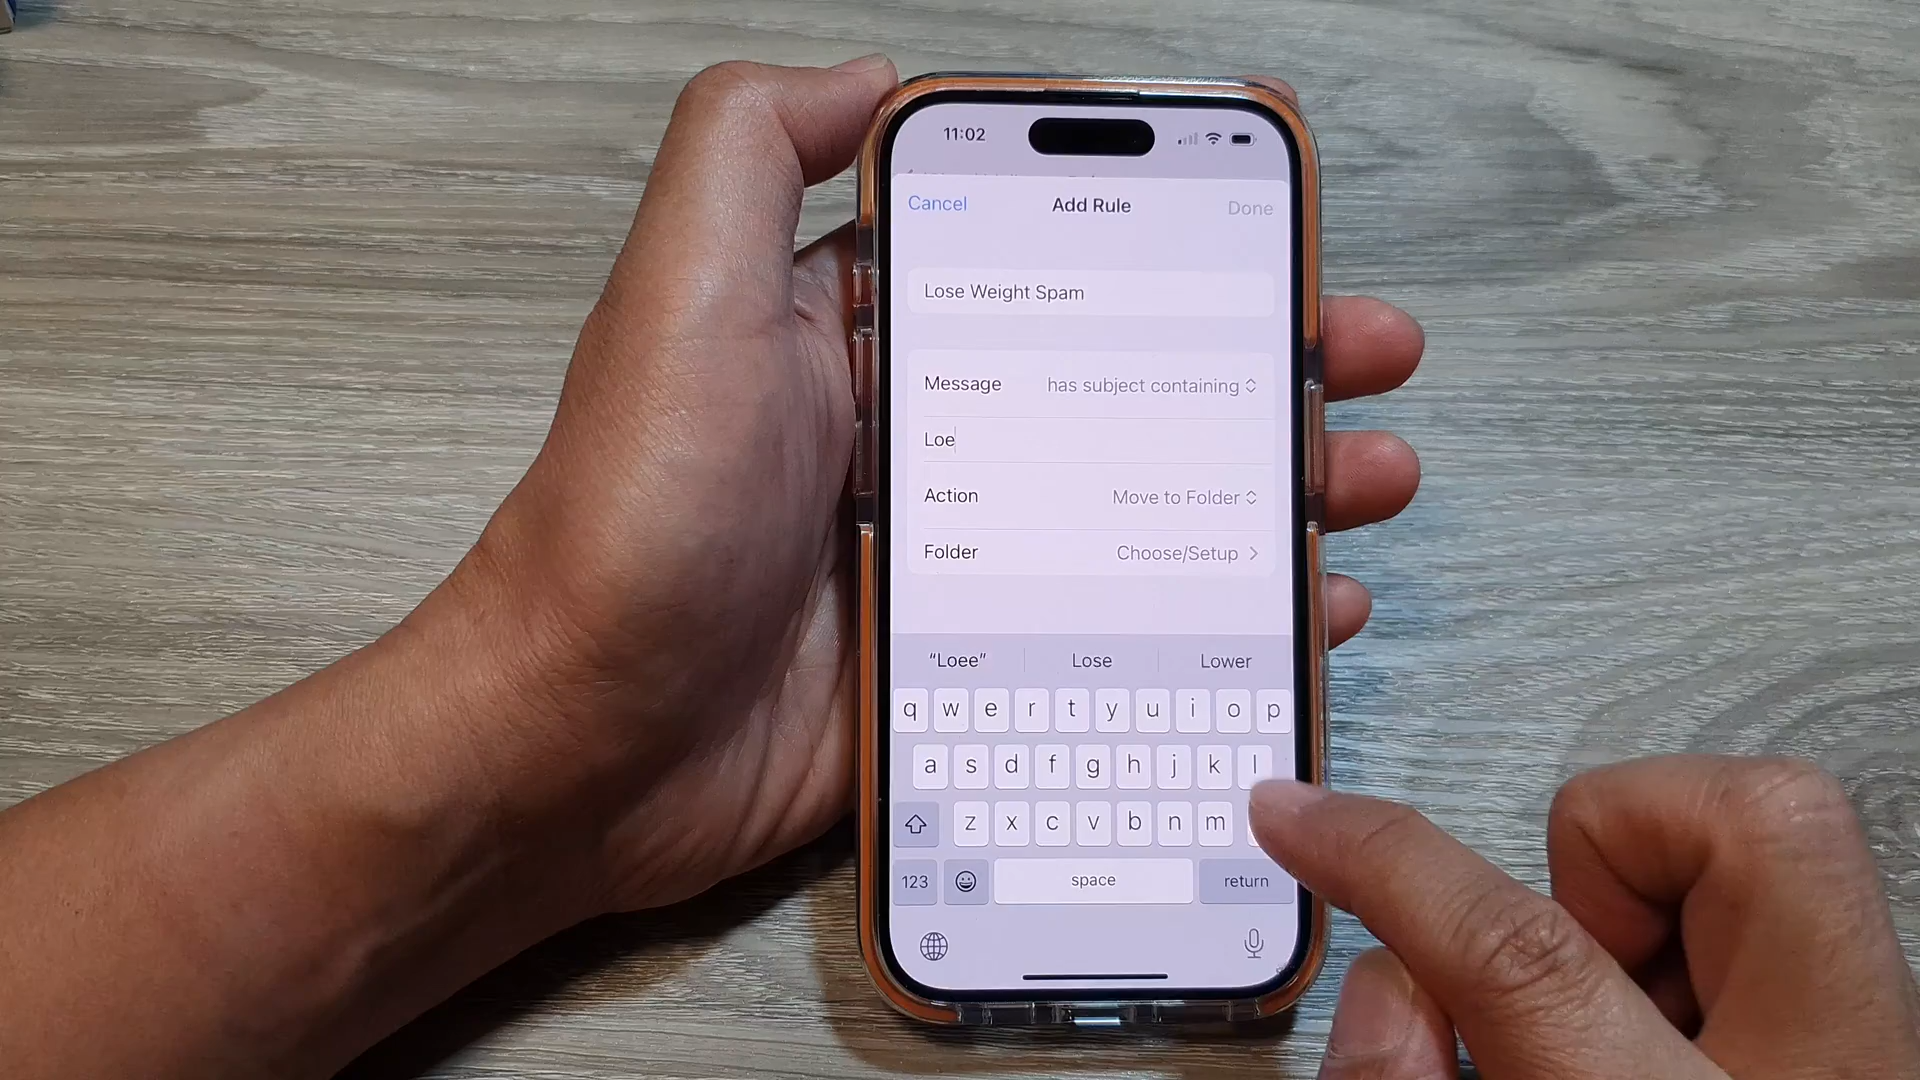 11:02
Cancel Add Rule Done
Lose Weight Spam
Message has subject containing
Loe
Action Move to Folder
Folder Choose/Setup
“Loee” Lose Lower
q w e r t y u i o p
a s d f g h j k l
z x c v b n m
123 space return